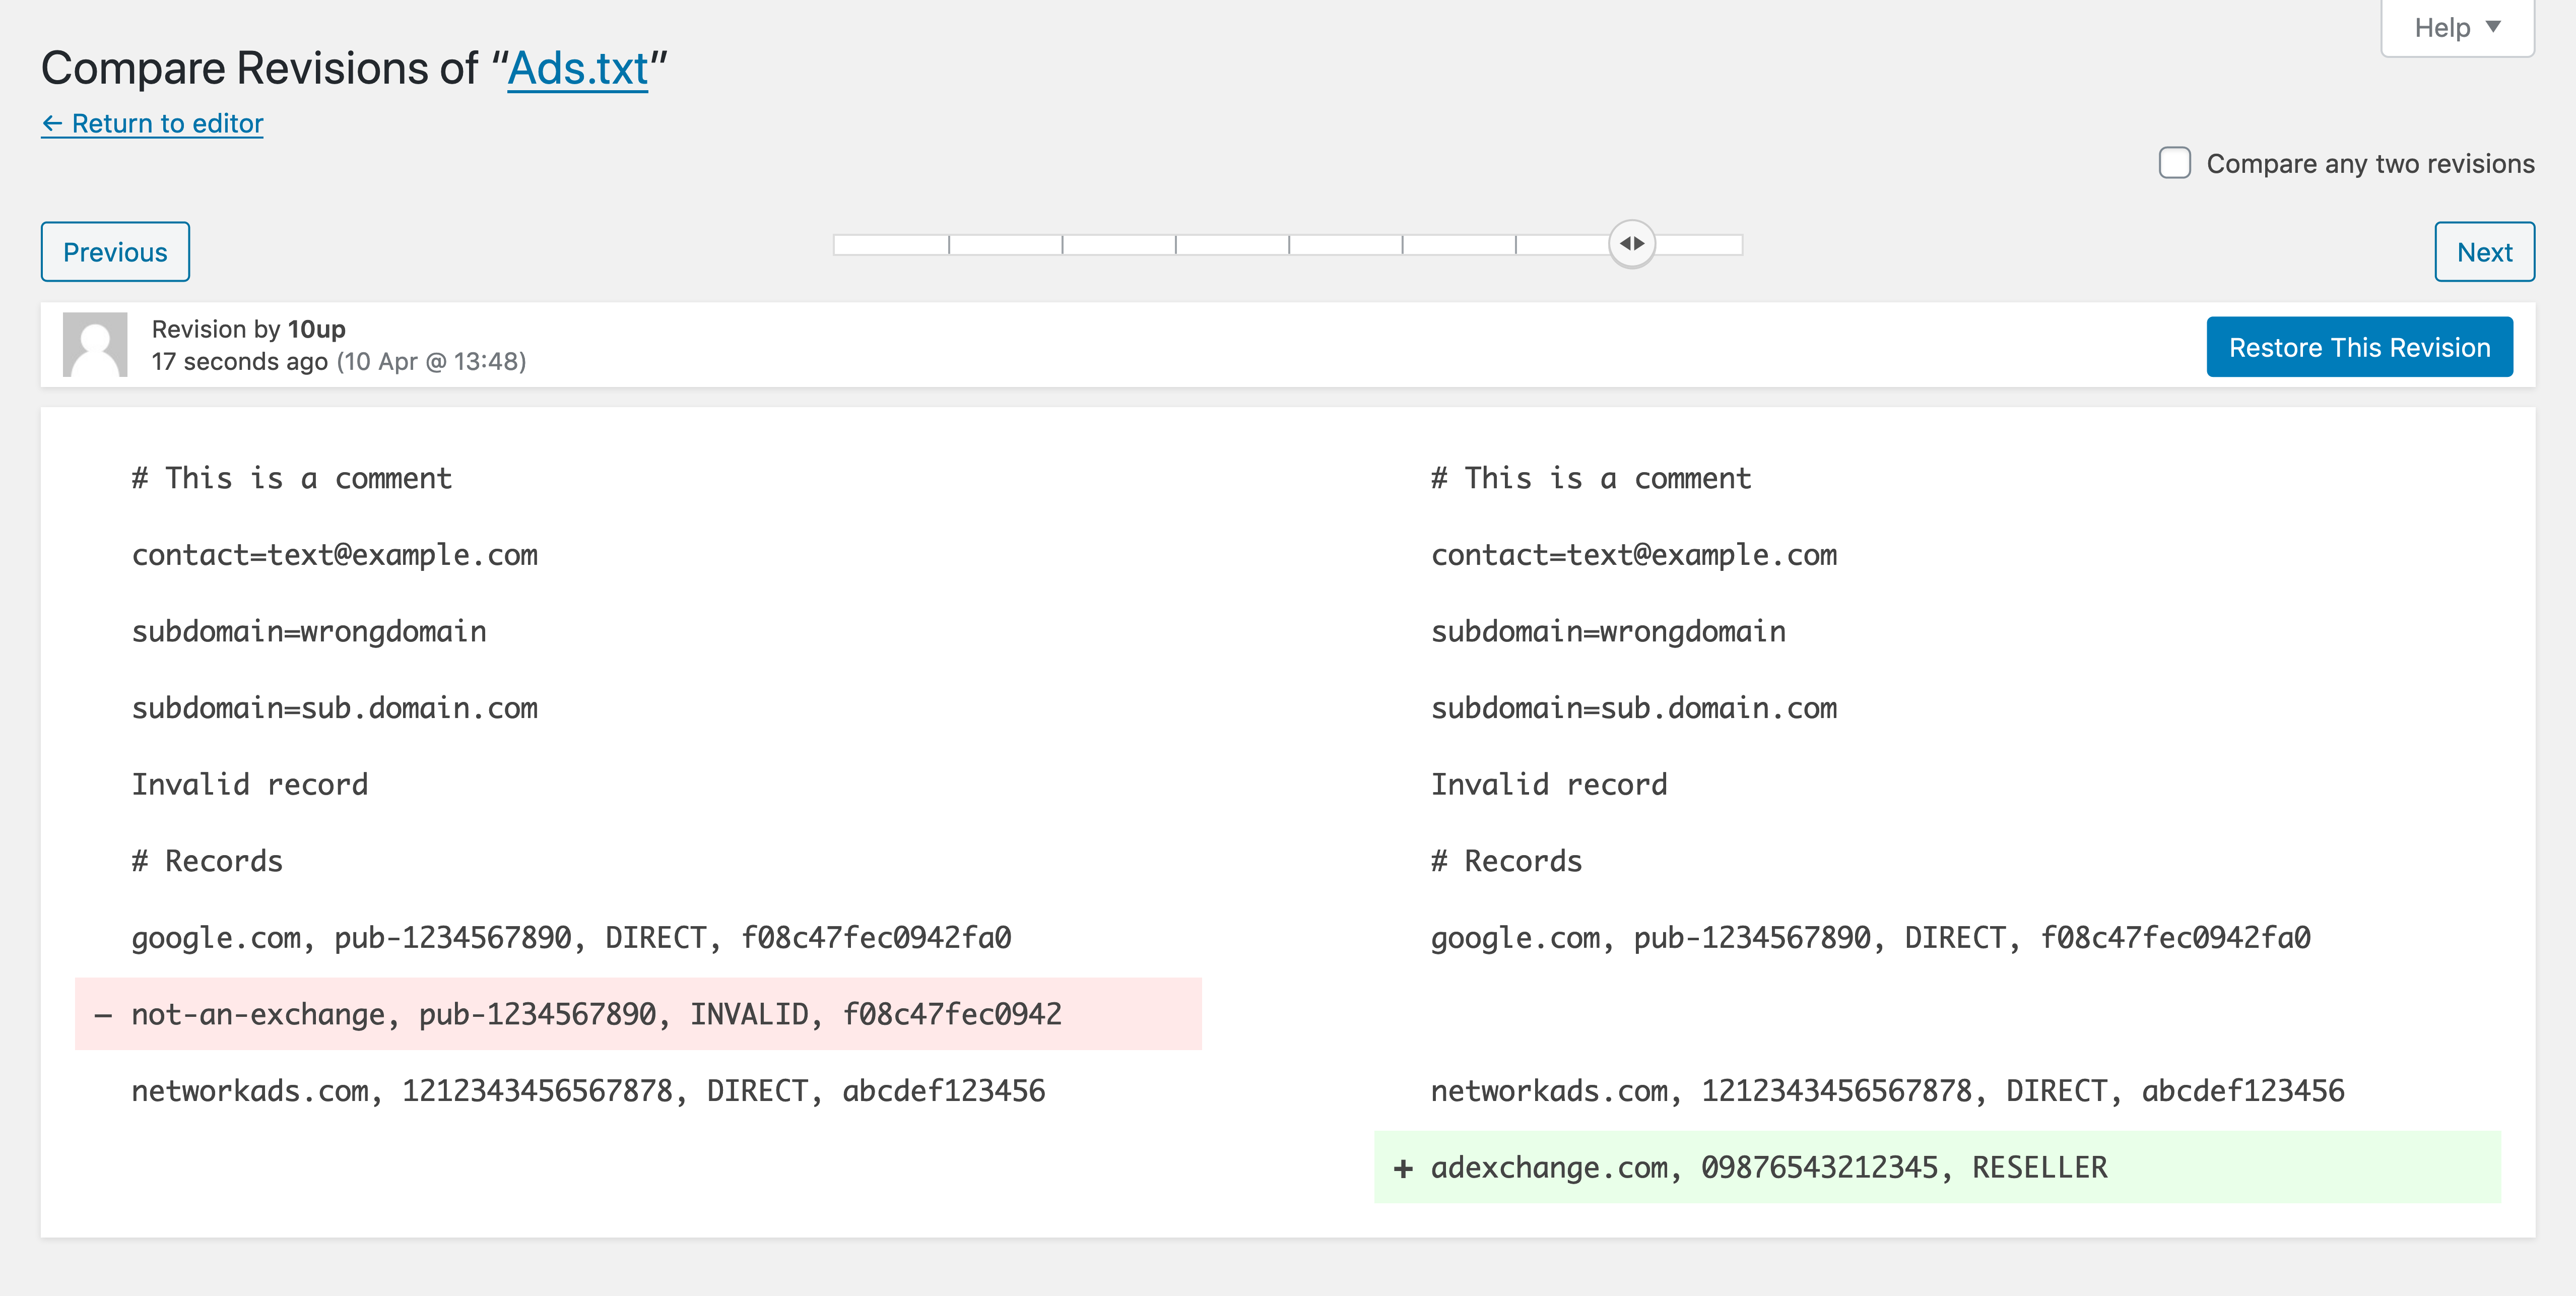 Help ▼
Compare Revisions of “Ads.txt”
← Return to editor
Compare any two revisions
Previous
Next
Revision by 10up
17 seconds ago (10 Apr @ 13:48)
Restore This Revision
# This is a comment
contact=text@example.com
subdomain=wrongdomain
subdomain=sub.domain.com
Invalid record
# Records
google.com, pub-1234567890, DIRECT, f08c47fec0942fa0
− not-an-exchange, pub-1234567890, INVALID, f08c47fec0942
networkads.com, 1212343456567878, DIRECT, abcdef123456
# This is a comment
contact=text@example.com
subdomain=wrongdomain
subdomain=sub.domain.com
Invalid record
# Records
google.com, pub-1234567890, DIRECT, f08c47fec0942fa0
networkads.com, 1212343456567878, DIRECT, abcdef123456
+ adexchange.com, 09876543212345, RESELLER